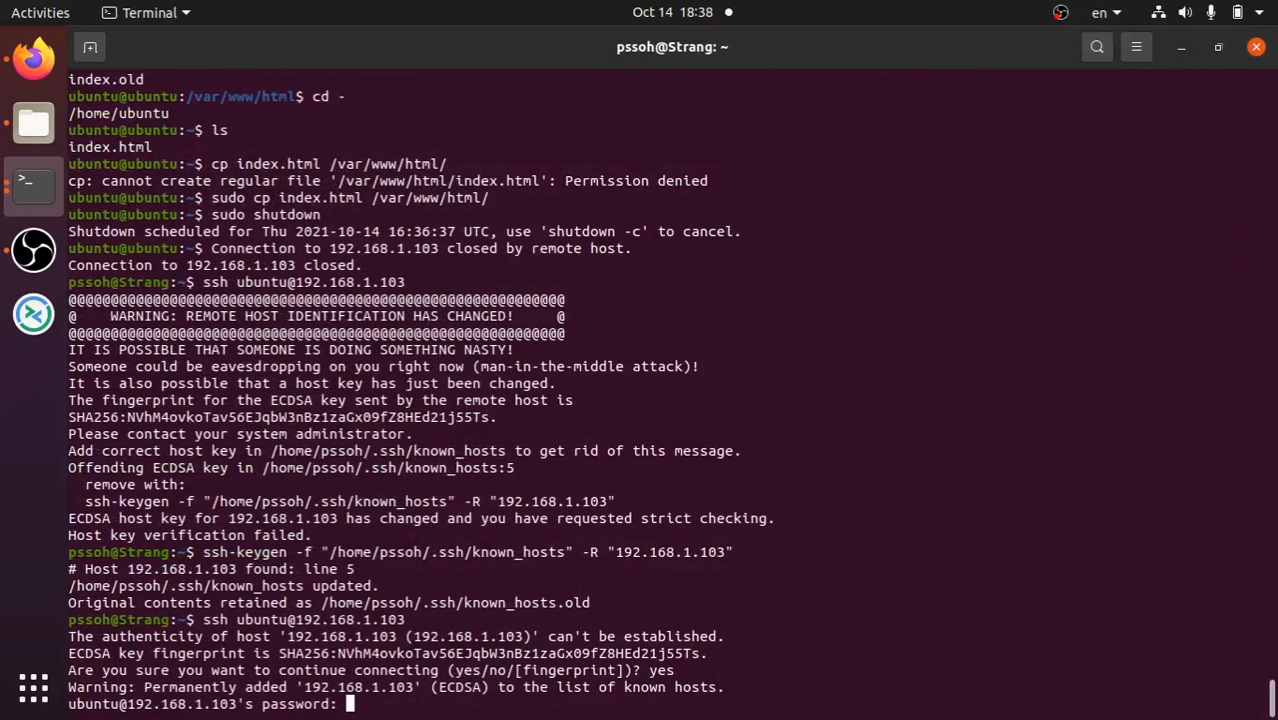 Activities
Terminal
Oct 14 18:38
en
pssoh@Strang: ~
index.old
ubuntu@ubuntu:/var/www/html$ cd -
/home/ubuntu
ubuntu@ubuntu:~$ ls
index.html
ubuntu@ubuntu:~$ cp index.html /var/www/html/
cp: cannot create regular file '/var/www/html/index.html': Permission denied
ubuntu@ubuntu:~$ sudo cp index.html /var/www/html/
ubuntu@ubuntu:~$ sudo shutdown
Shutdown scheduled for Thu 2021-10-14 16:36:37 UTC, use 'shutdown -c' to cancel.
ubuntu@ubuntu:~$ Connection to 192.168.1.103 closed by remote host.
Connection to 192.168.1.103 closed.
pssoh@Strang:~$ ssh ubuntu@192.168.1.103
@@@@@@@@@@@@@@@@@@@@@@@@@@@@@@@@@@@@@@@@@@@@@@@@@@@@@@@@@@@
@    WARNING: REMOTE HOST IDENTIFICATION HAS CHANGED!     @
@@@@@@@@@@@@@@@@@@@@@@@@@@@@@@@@@@@@@@@@@@@@@@@@@@@@@@@@@@@
IT IS POSSIBLE THAT SOMEONE IS DOING SOMETHING NASTY!
Someone could be eavesdropping on you right now (man-in-the-middle attack)!
It is also possible that a host key has just been changed.
The fingerprint for the ECDSA key sent by the remote host is
SHA256:NVhM4ovkoTav56EJqbW3nBz1zaGx09fZ8HEd21j55Ts.
Please contact your system administrator.
Add correct host key in /home/pssoh/.ssh/known_hosts to get rid of this message.
Offending ECDSA key in /home/pssoh/.ssh/known_hosts:5
  remove with:
  ssh-keygen -f "/home/pssoh/.ssh/known_hosts" -R "192.168.1.103"
ECDSA host key for 192.168.1.103 has changed and you have requested strict checking.
Host key verification failed.
pssoh@Strang:~$ ssh-keygen -f "/home/pssoh/.ssh/known_hosts" -R "192.168.1.103"
# Host 192.168.1.103 found: line 5
/home/pssoh/.ssh/known_hosts updated.
Original contents retained as /home/pssoh/.ssh/known_hosts.old
pssoh@Strang:~$ ssh ubuntu@192.168.1.103
The authenticity of host '192.168.1.103 (192.168.1.103)' can't be established.
ECDSA key fingerprint is SHA256:NVhM4ovkoTav56EJqbW3nBz1zaGx09fZ8HEd21j55Ts.
Are you sure you want to continue connecting (yes/no/[fingerprint])? yes
Warning: Permanently added '192.168.1.103' (ECDSA) to the list of known hosts.
ubuntu@192.168.1.103's password: